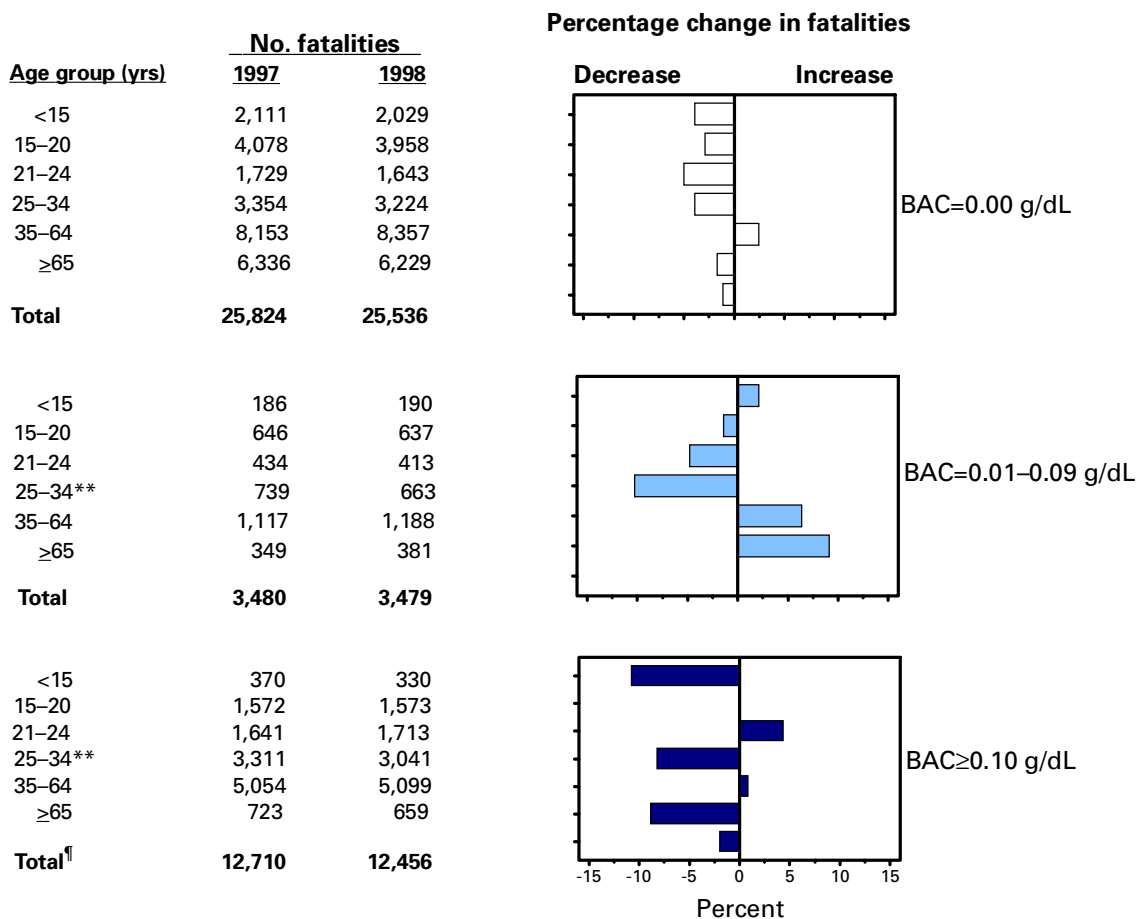 Percentage change in fatalities
No. fatalities
Age group (yrs) 1997 1998 Decrease Increase
<15 2,111 2,029
15–20 4,078 3,958
21–24 1,729 1,643
25–34 3,354 3,224 BAC=0.00 g/dL
35–64 8,153 8,357
≥65 6,336 6,229
Total 25,824 25,536
<15 186 190
15–20 646 637
21–24 434 413
25–34** 739 663 BAC=0.01–0.09 g/dL
35–64 1,117 1,188
≥65 349 381
Total 3,480 3,479
<15 370 330
15–20 1,572 1,573
21–24 1,641 1,713
25–34** 3,311 3,041 BAC≥0.10 g/dL
35–64 5,054 5,099
≥65 723 659
Total¶ 12,710 12,456
-15 -10 -5 0 5 10 15
Percent